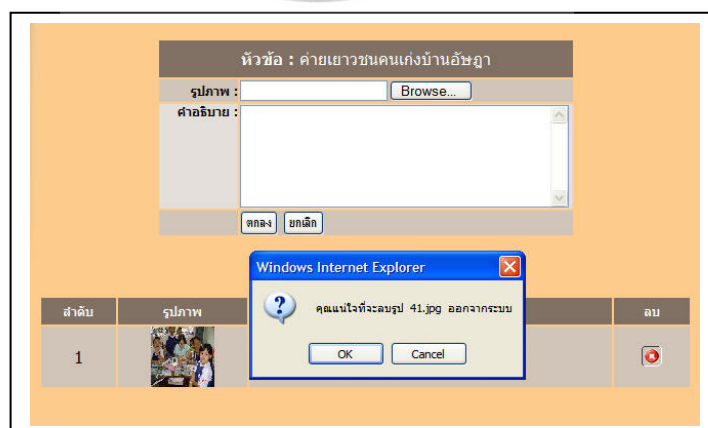 หัวข้อ : ค่ายเยาวชนคนเก่งบ้านอัษฎา
รูปภาพ : Browse...
คำอธิบาย :
ตกลง ยกเลิก
Windows Internet Explorer
คุณแน่ใจที่จะลบรูป 41.jpg ออกจากระบบ
OK Cancel
ลำดับ รูปภาพ ลบ
1